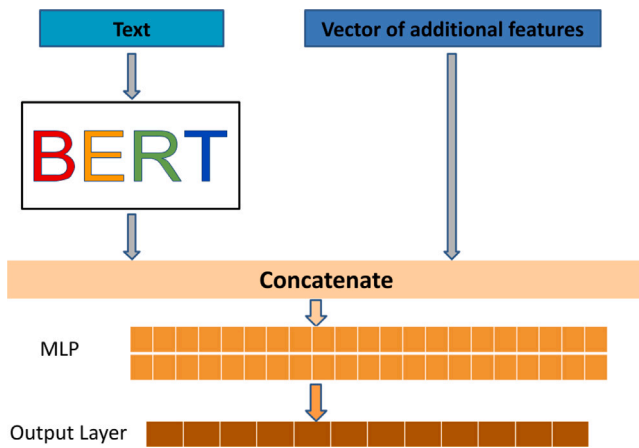 Text
Vector of additional features
BERT
Concatenate
MLP
Output Layer